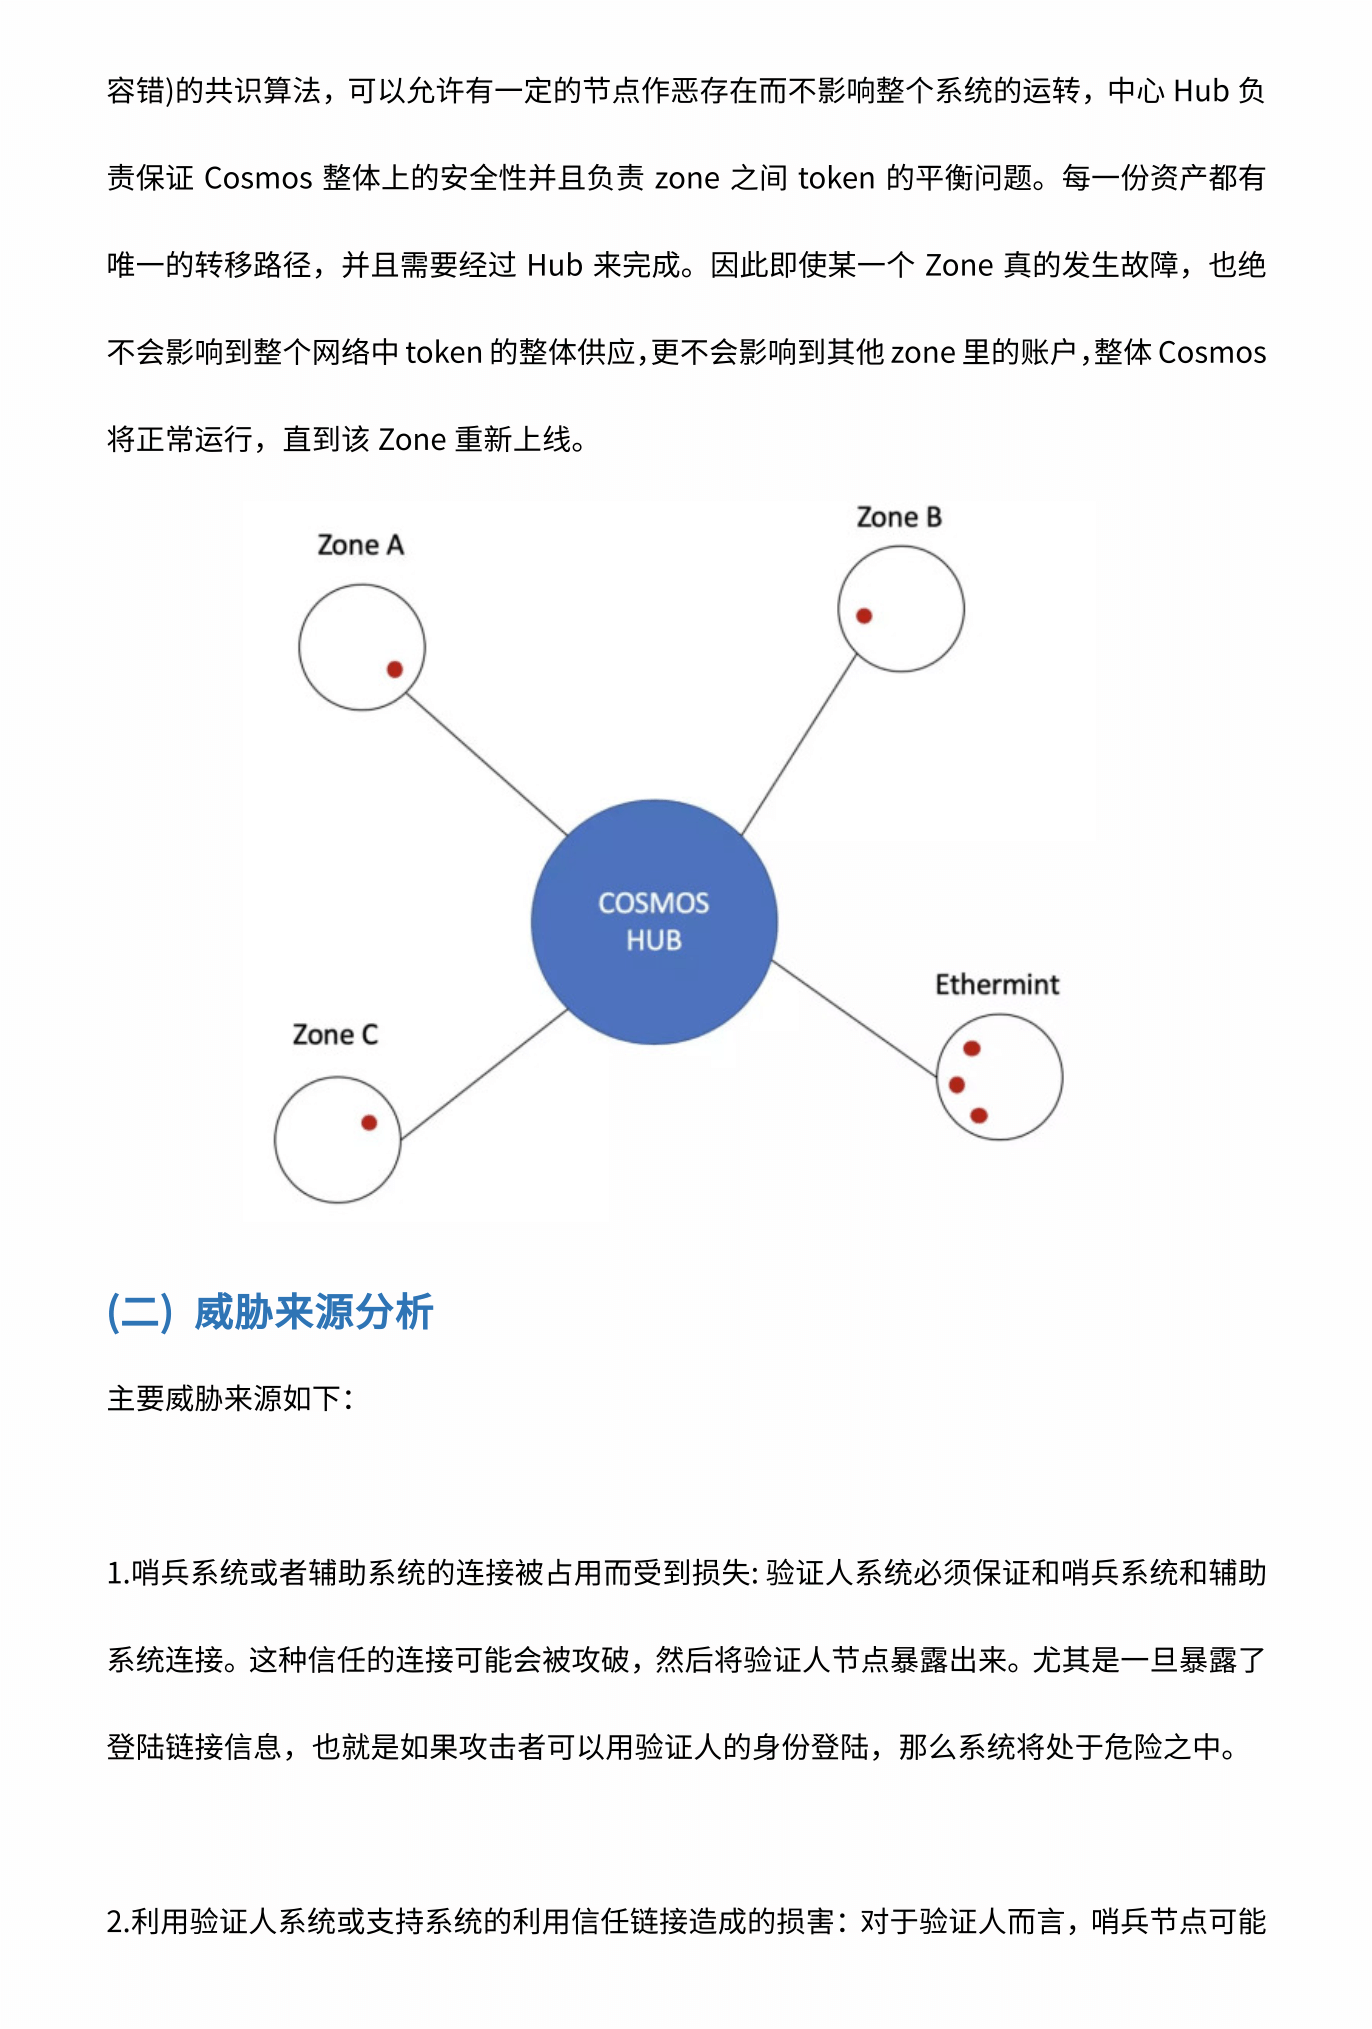 容错)的共识算法，可以允许有一定的节点作恶存在而不影响整个系统的运转，中心 Hub 负
责保证 Cosmos 整体上的安全性并且负责 zone 之间 token 的平衡问题。每一份资产都有
唯一的转移路径，并且需要经过 Hub 来完成。因此即使某一个 Zone 真的发生故障，也绝
不会影响到整个网络中 token 的整体供应，更不会影响到其他 zone 里的账户，整体 Cosmos
将正常运行，直到该 Zone 重新上线。
Zone A
Zone B
COSMOS
HUB
Ethermint
Zone C
(二) 威胁来源分析
主要威胁来源如下：
1.哨兵系统或者辅助系统的连接被占用而受到损失: 验证人系统必须保证和哨兵系统和辅助
系统连接。这种信任的连接可能会被攻破，然后将验证人节点暴露出来。尤其是一旦暴露了
登陆链接信息，也就是如果攻击者可以用验证人的身份登陆，那么系统将处于危险之中。
2.利用验证人系统或支持系统的利用信任链接造成的损害：对于验证人而言，哨兵节点可能